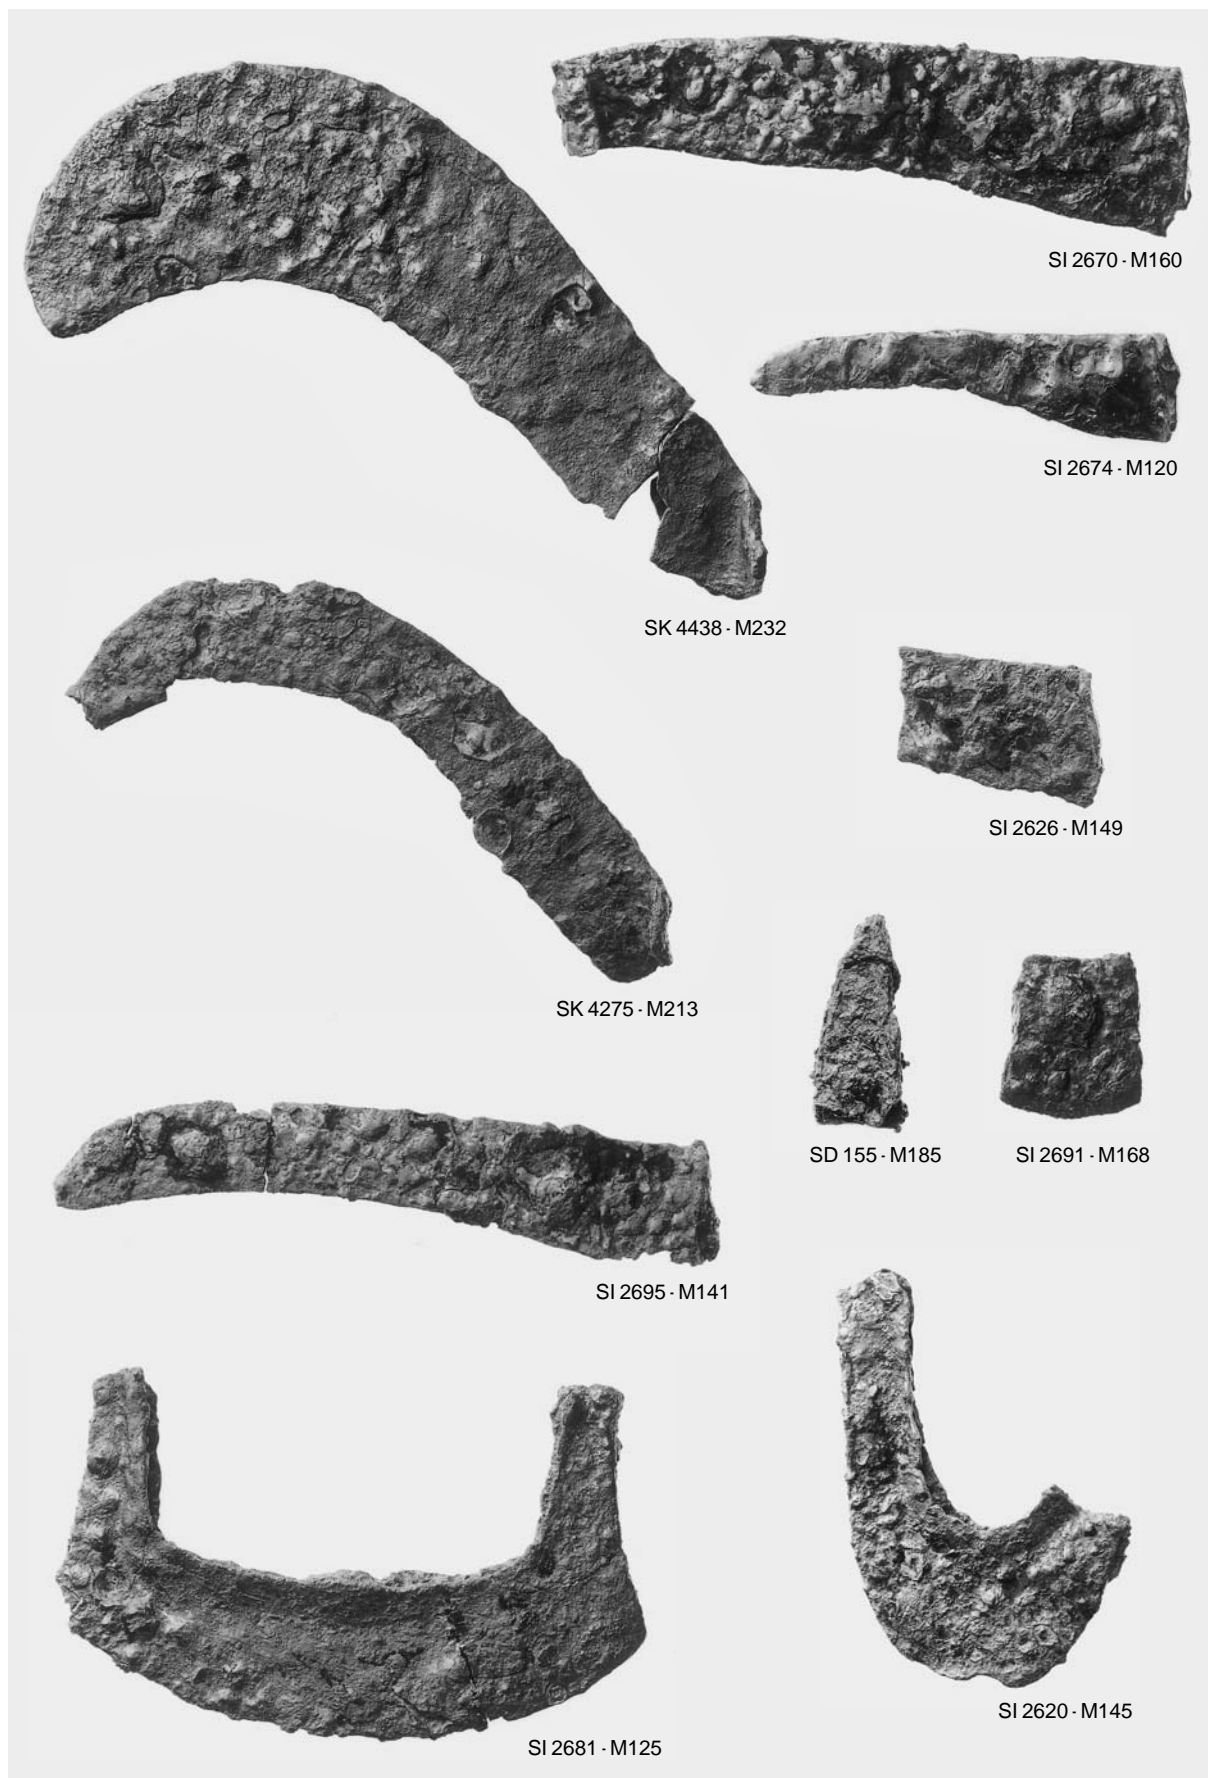 SI 2670 · M160
SI 2674 · M120
SK 4438 · M232
SI 2626 · M149
SK 4275 · M213
SD 155 · M185
SI 2691 · M168
SI 2695 · M141
SI 2620 · M145
SI 2681 · M125